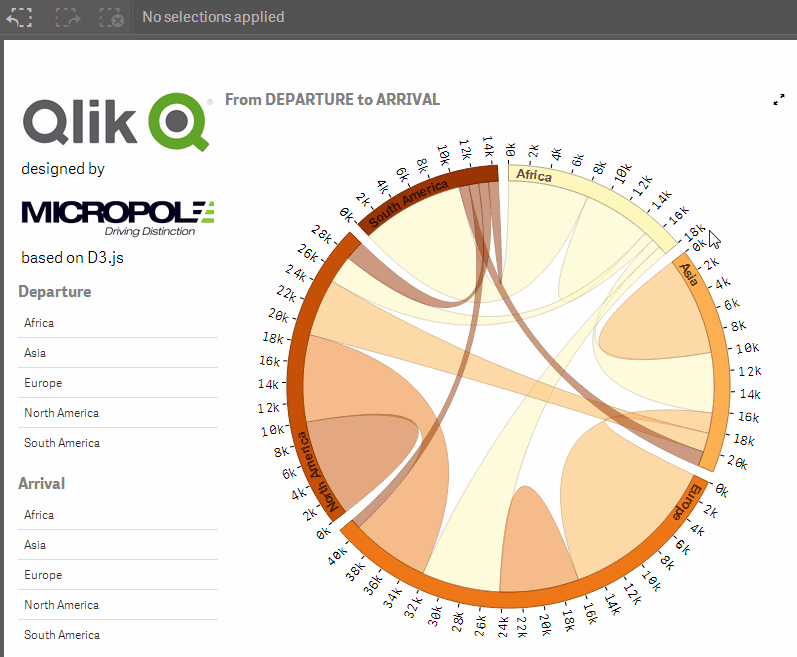 No selections applied
Qlik
designed by
MICROPOLE
Driving Distinction
based on D3.js
Departure
Africa
Asia
Europe
North America
South America
Arrival
Africa
Asia
Europe
North America
South America
From DEPARTURE to ARRIVAL
Africa
0k
2k
4k
6k
8k
10k
12k
14k
16k
18k
Asia
0k
2k
4k
6k
8k
10k
12k
14k
16k
18k
20k
Europe
0k
2k
4k
6k
8k
10k
12k
14k
16k
18k
20k
22k
24k
26k
28k
30k
32k
34k
36k
38k
40k
North America
0k
2k
4k
6k
8k
10k
12k
14k
16k
18k
20k
22k
24k
26k
28k
South America
0k
2k
4k
6k
8k
10k
12k
14k